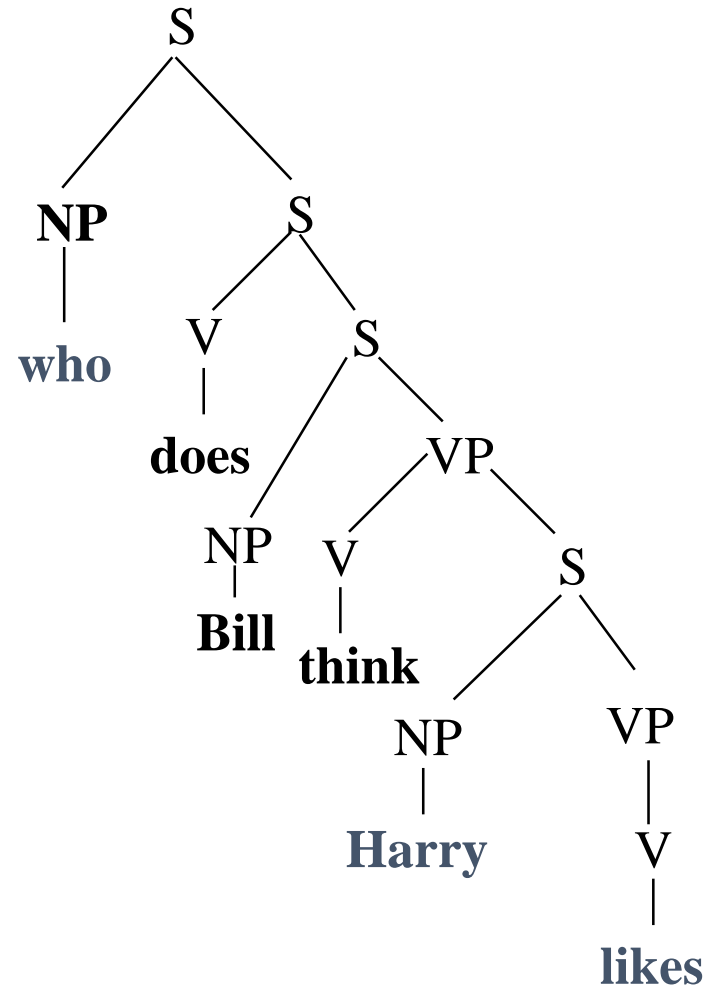 S
NP S
who V S
does VP
NP V S
Bill think
NP VP
Harry V
likes